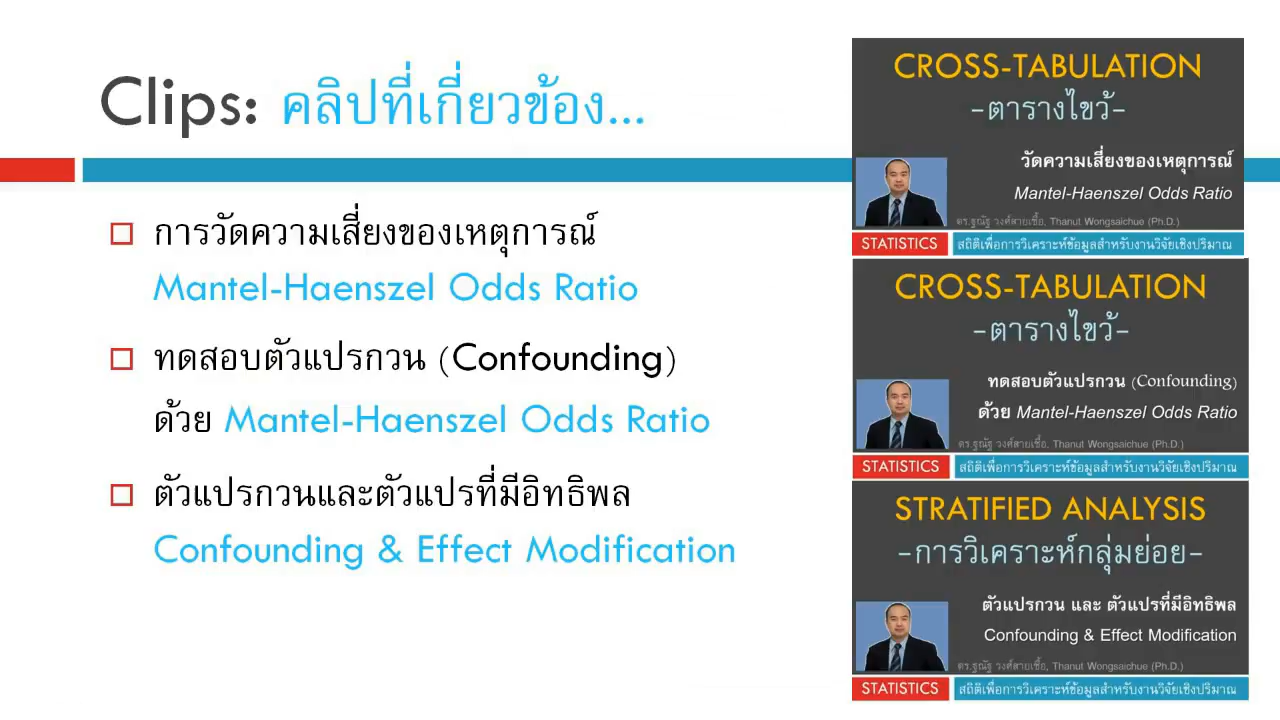 Clips: คลิปที่เกี่ยวข้อง...
การวัดความเสี่ยงของเหตุการณ์
Mantel-Haenszel Odds Ratio
ทดสอบตัวแปรกวน (Confounding)
ด้วย Mantel-Haenszel Odds Ratio
ตัวแปรกวนและตัวแปรที่มีอิทธิพล
Confounding & Effect Modification
CROSS-TABULATION
-ตารางไขว้-
วัดความเสี่ยงของเหตุการณ์
Mantel-Haenszel Odds Ratio
ดร.ฐณัฐ วงศ์สายเชื้อ, Thanut Wongsaichue (Ph.D.)
STATISTICS สถิติเพื่อการวิเคราะห์ข้อมูลสำหรับงานวิจัยเชิงปริมาณ
CROSS-TABULATION
-ตารางไขว้-
ทดสอบตัวแปรกวน (Confounding)
ด้วย Mantel-Haenszel Odds Ratio
ดร.ฐณัฐ วงศ์สายเชื้อ, Thanut Wongsaichue (Ph.D.)
STATISTICS สถิติเพื่อการวิเคราะห์ข้อมูลสำหรับงานวิจัยเชิงปริมาณ
STRATIFIED ANALYSIS
-การวิเคราะห์กลุ่มย่อย-
ตัวแปรกวน และ ตัวแปรที่มีอิทธิพล
Confounding & Effect Modification
ดร.ฐณัฐ วงศ์สายเชื้อ, Thanut Wongsaichue (Ph.D.)
STATISTICS สถิติเพื่อการวิเคราะห์ข้อมูลสำหรับงานวิจัยเชิงปริมาณ